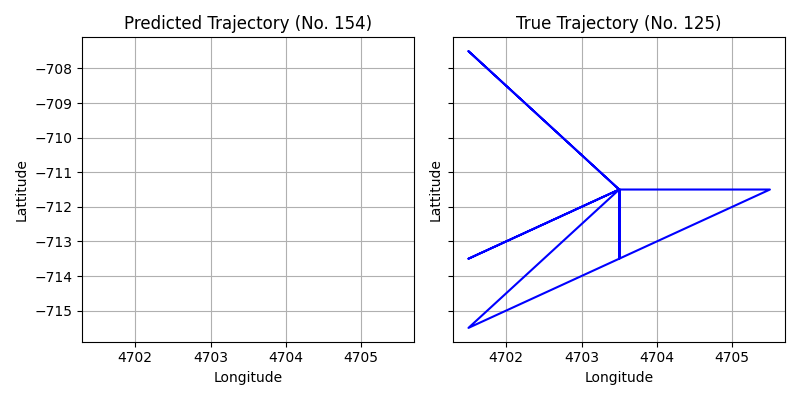 Predicted Trajectory (No. 154)
True Trajectory (No. 125)
Lattitude
−708
−709
−710
−711
−712
−713
−714
−715
4702 4703 4704 4705
Longitude
Lattitude
4702 4703 4704 4705
Longitude